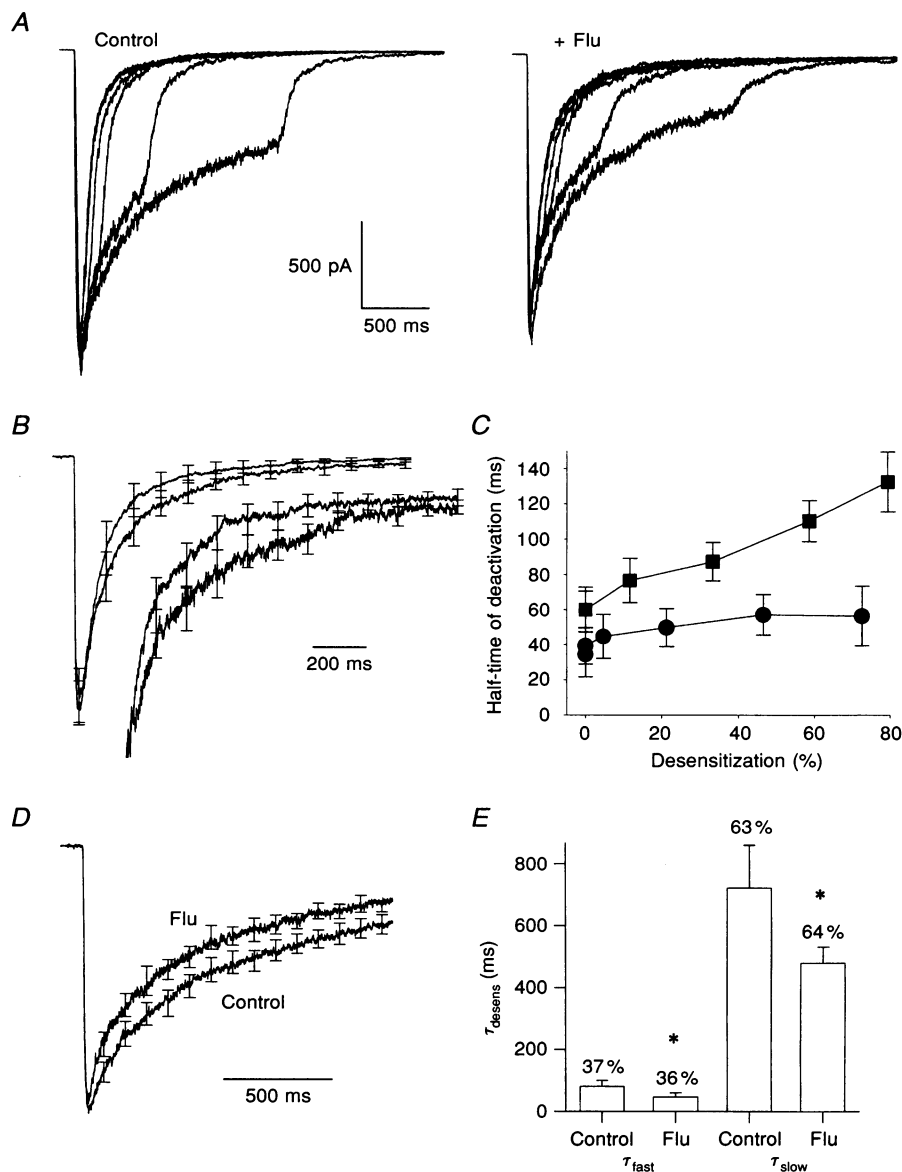 A
Control
+ Flu
500 pA
500 ms
B
200 ms
C
Half-time of deactivation (ms)
140
120
100
80
60
40
20
0
0
20
40
60
80
Desensitization (%)
D
Flu
Control
500 ms
E
τdesens (ms)
800
600
400
200
0
37%
*
36%
63%
*
64%
Control
Flu
Control
Flu
τfast
τslow